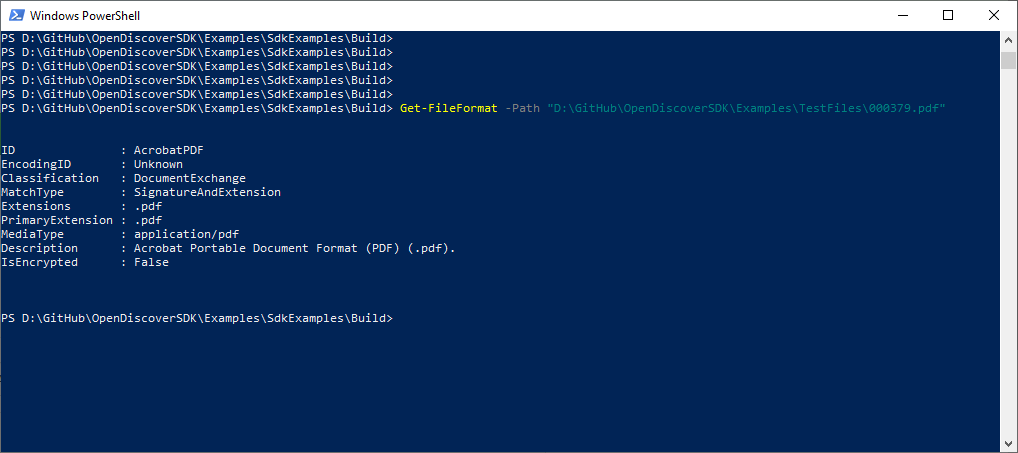 Windows PowerShell
PS D:\GitHub\OpenDiscoverSDK\Examples\SdkExamples\Build>
PS D:\GitHub\OpenDiscoverSDK\Examples\SdkExamples\Build>
PS D:\GitHub\OpenDiscoverSDK\Examples\SdkExamples\Build>
PS D:\GitHub\OpenDiscoverSDK\Examples\SdkExamples\Build>
PS D:\GitHub\OpenDiscoverSDK\Examples\SdkExamples\Build>
PS D:\GitHub\OpenDiscoverSDK\Examples\SdkExamples\Build> Get-FileFormat -Path "D:\GitHub\OpenDiscoverSDK\Examples\TestFiles\000379.pdf"
ID               : AcrobatPDF
EncodingID       : Unknown
Classification   : DocumentExchange
MatchType        : SignatureAndExtension
Extensions       : .pdf
PrimaryExtension : .pdf
MediaType        : application/pdf
Description      : Acrobat Portable Document Format (PDF) (.pdf).
IsEncrypted      : False
PS D:\GitHub\OpenDiscoverSDK\Examples\SdkExamples\Build>